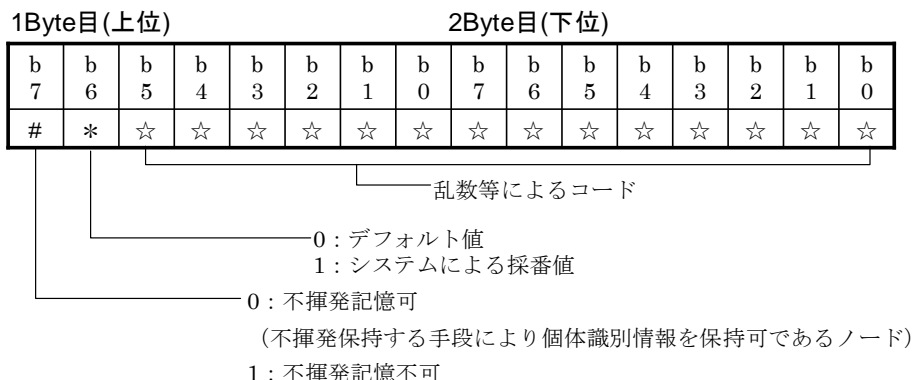 1Byte目(上位) 2Byte目(下位)
b b b b b b b b b b b b b b b b
7 6 5 4 3 2 1 0 7 6 5 4 3 2 1 0
# * ☆ ☆ ☆ ☆ ☆ ☆ ☆ ☆ ☆ ☆ ☆ ☆ ☆ ☆
乱数等によるコード
0：デフォルト値
1：システムによる採番値
0：不揮発記憶可
（不揮発保持する手段により個体識別情報を保持可であるノード）
1：不揮発記憶不可